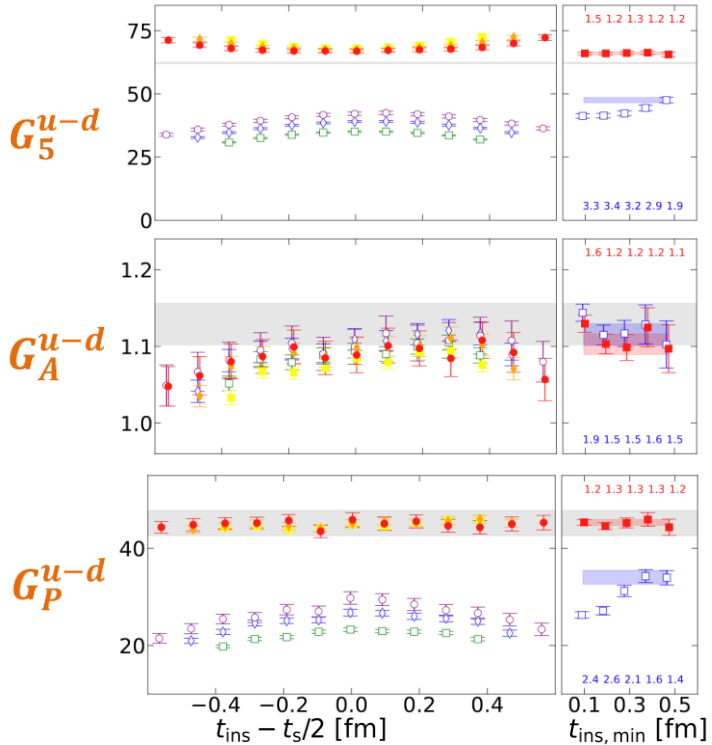 G_5^{u−d}
75
50
25
0
1.5 1.2 1.3 1.2 1.2
3.3 3.4 3.2 2.9 1.9
G_A^{u−d}
1.2
1.1
1.0
1.6 1.2 1.2 1.2 1.1
1.9 1.5 1.5 1.6 1.5
G_P^{u−d}
40
20
1.2 1.3 1.3 1.3 1.2
2.4 2.6 2.1 1.6 1.4
−0.4 −0.2 0.0 0.2 0.4
0.1 0.3 0.5
t_ins − t_s/2 [fm]
t_ins, min [fm]